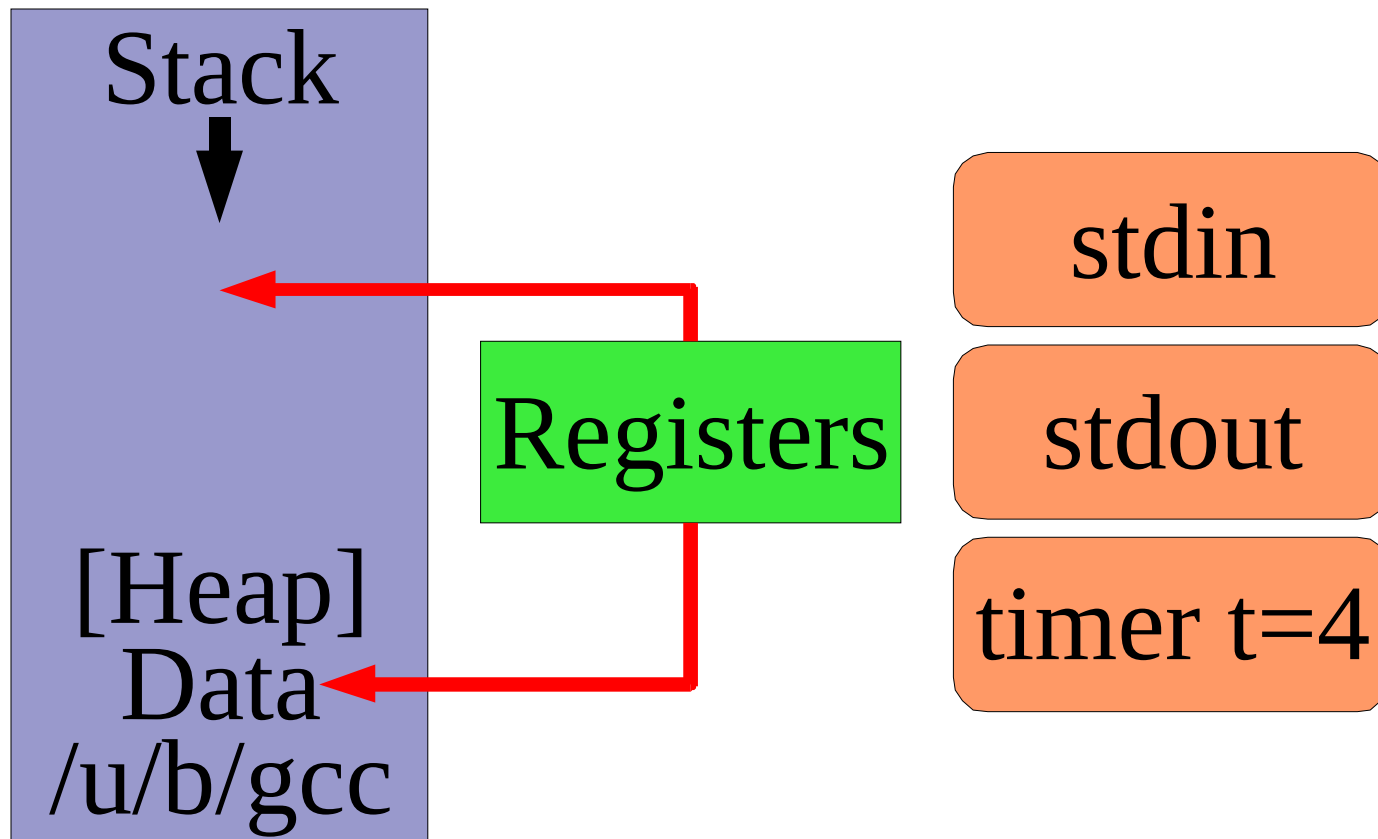 Stack
[Heap]
Data
/u/b/gcc
Registers
stdin
stdout
timer t=4